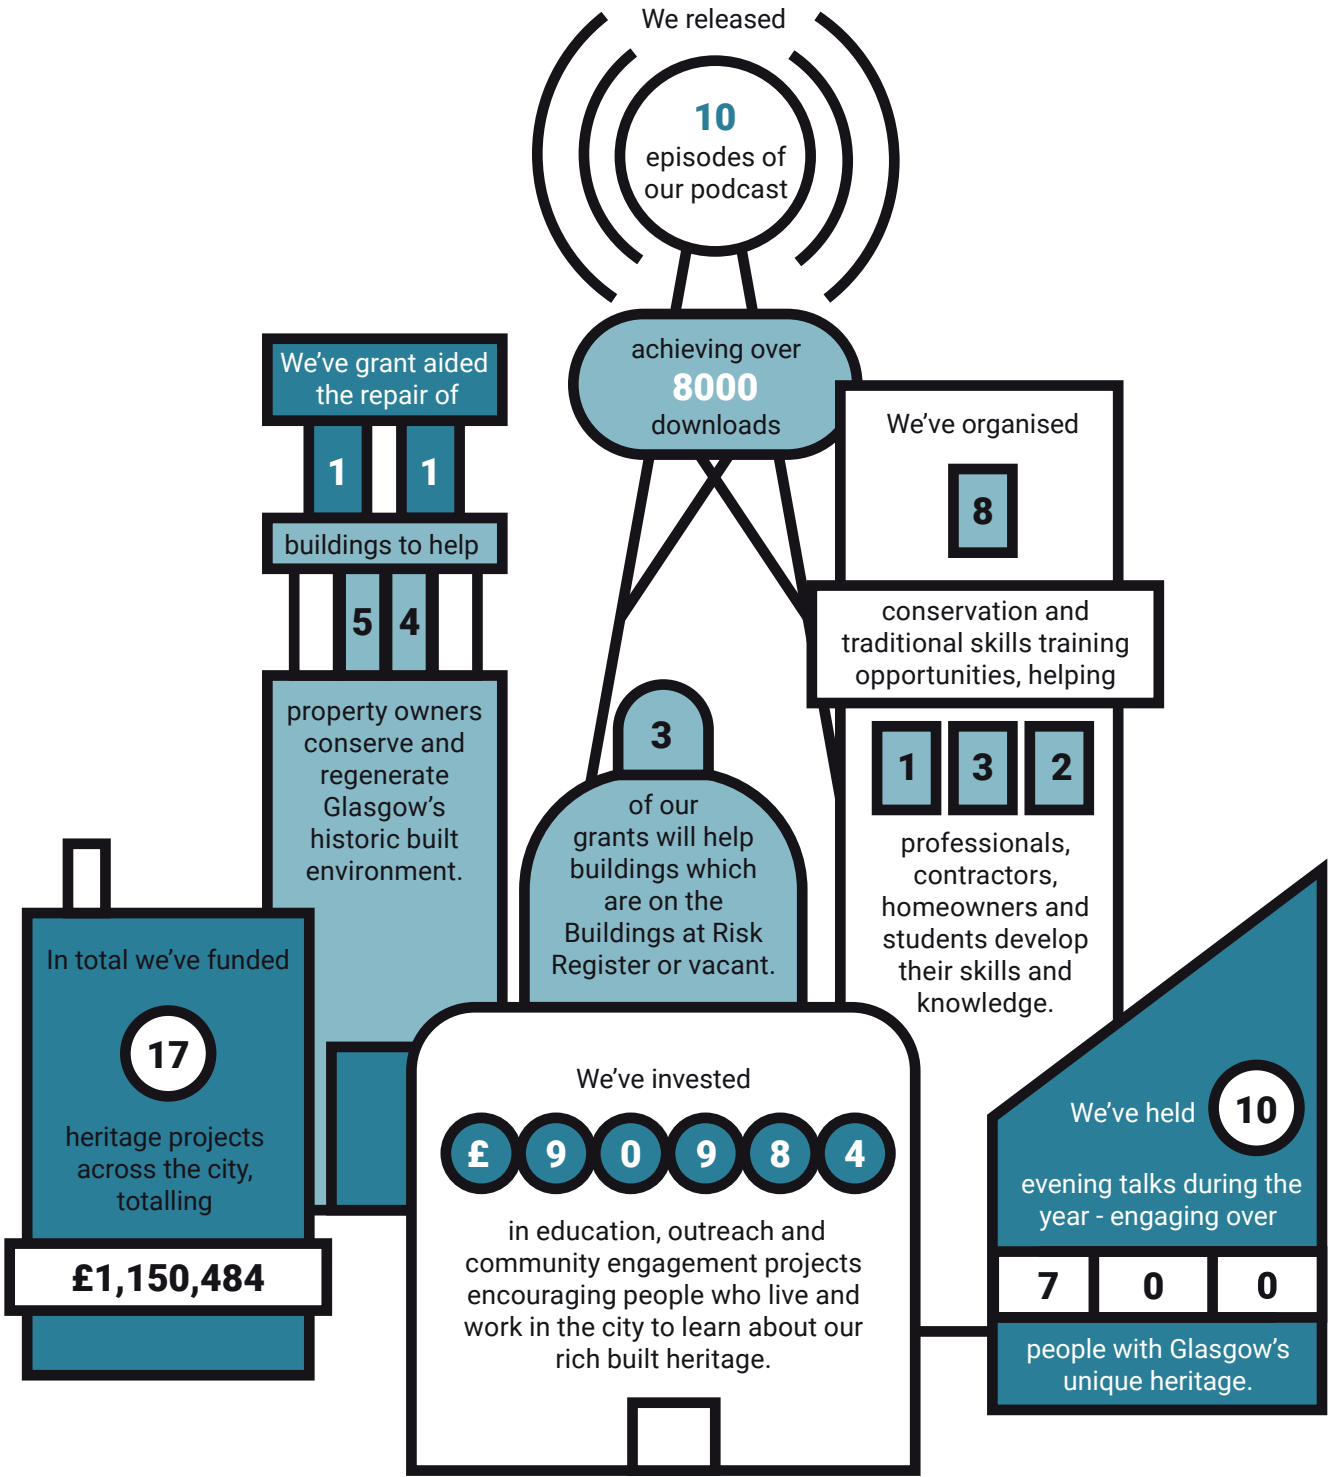 We released
10
episodes of
our podcast
achieving over
8000
downloads
We've grant aided
the repair of
1 1
buildings to help
5 4
property owners
conserve and
regenerate
Glasgow's
historic built
environment.
We've organised
8
conservation and
traditional skills training
opportunities, helping
1 3 2
professionals,
contractors,
homeowners and
students develop
their skills and
knowledge.
3
of our
grants will help
buildings which
are on the
Buildings at Risk
Register or vacant.
In total we've funded
17
heritage projects
across the city,
totalling
£1,150,484
We've invested
£ 9 0 9 8 4
in education, outreach and
community engagement projects
encouraging people who live and
work in the city to learn about our
rich built heritage.
We've held 10
evening talks during the
year - engaging over
7 0 0
people with Glasgow's
unique heritage.